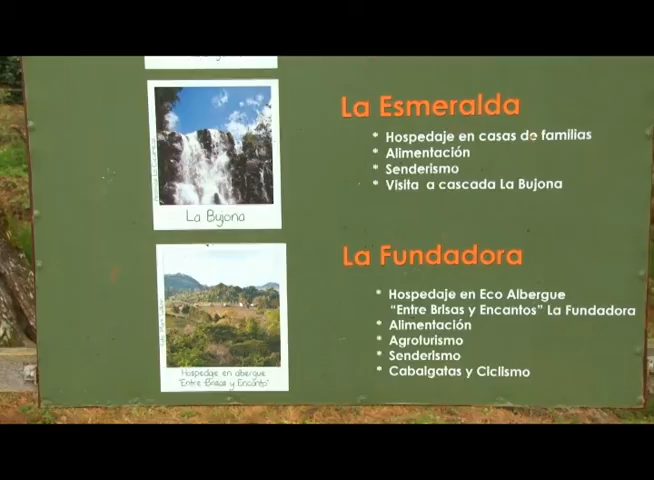 La Esmeralda
* Hospedaje en casas de familias
* Alimentación
* Senderismo
* Visita a cascada La Bujona
La Bujona
La Fundadora
* Hospedaje en Eco Albergue
"Entre Brisas y Encantos" La Fundadora
* Alimentación
* Agroturismo
* Senderismo
* Cabalgatas y Ciclismo
Hospedaje en albergue
"Entre Brisas y Encanto"